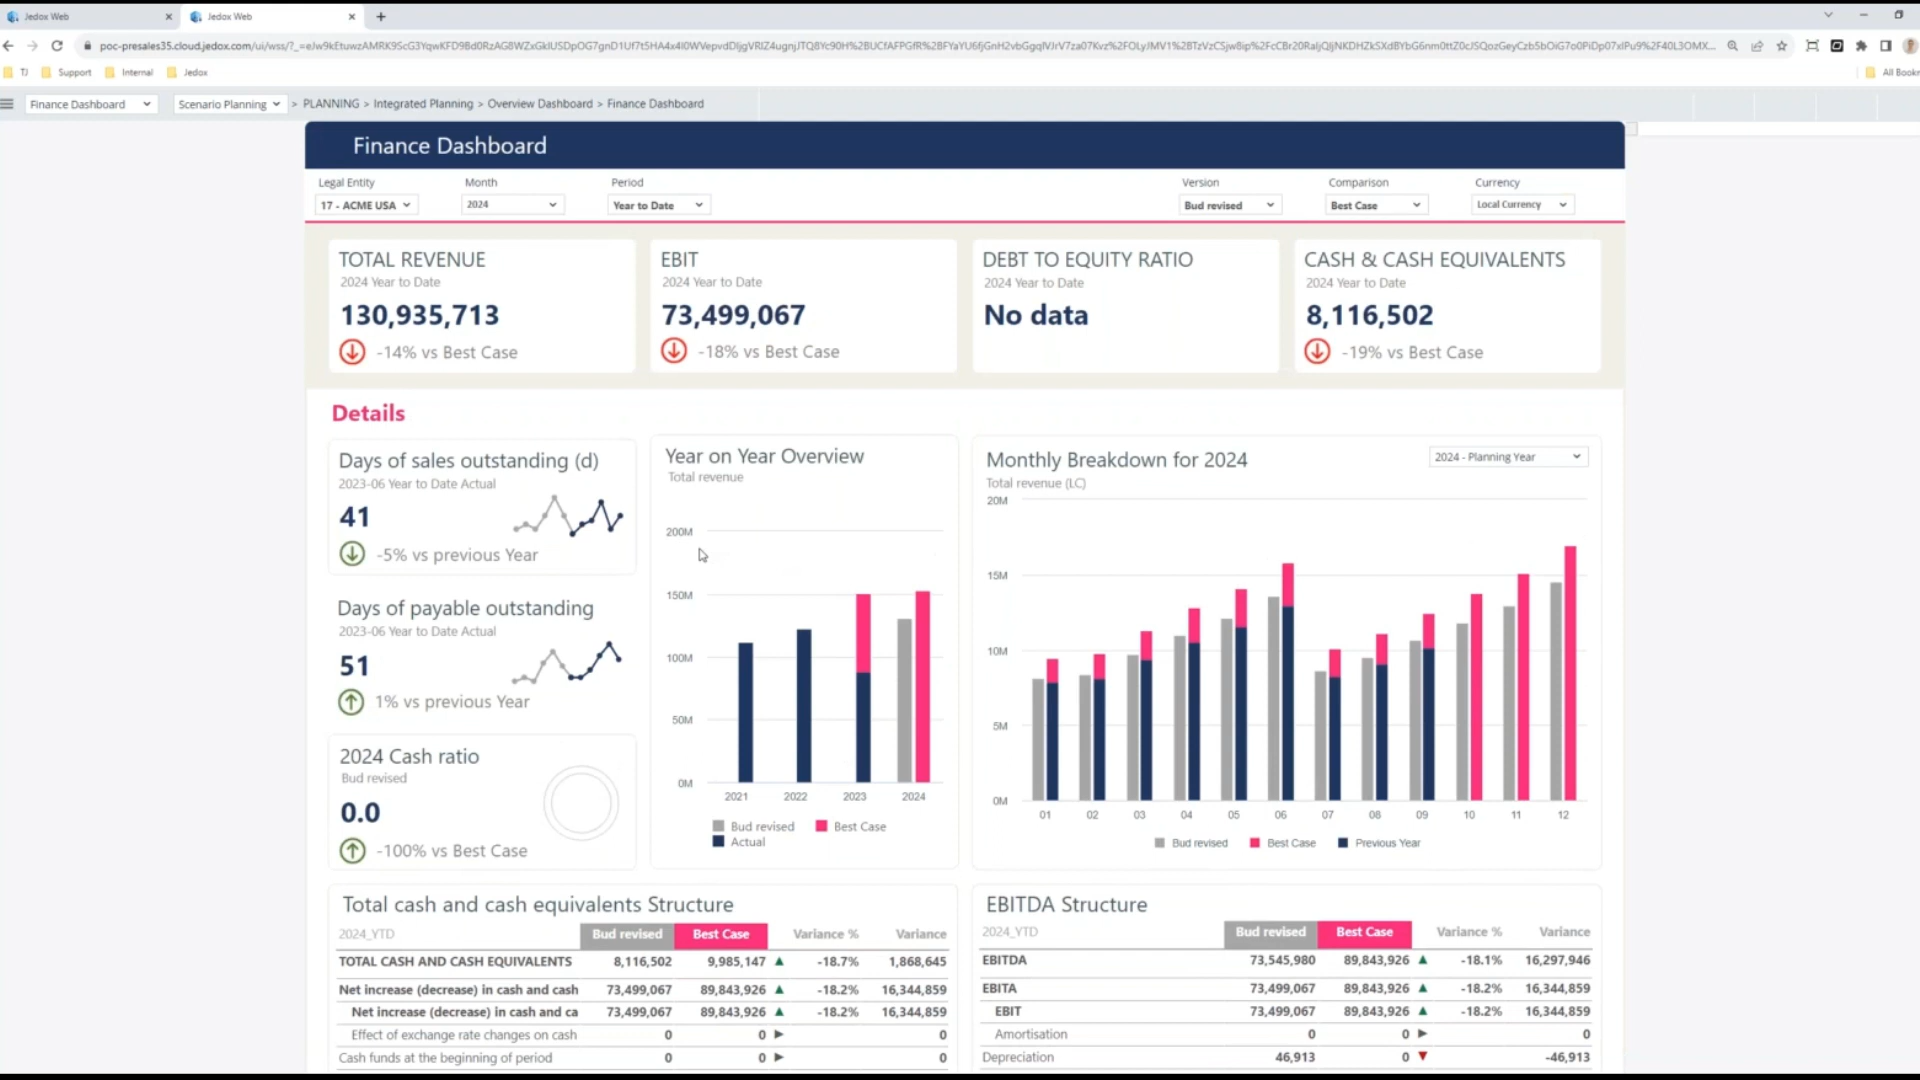 Jedox Web
Jedox Web
TJ Support Internal Jedox All Bookr
Finance Dashboard Scenario Planning > PLANNING > Integrated Planning > Overview Dashboard > Finance Dashboard
Finance Dashboard
Legal Entity Month Period Version Comparison Currency
17 - ACME USA 2024 Year to Date Bud revised Best Case Local Currency
TOTAL REVENUE
2024 Year to Date
130,935,713
-14% vs Best Case
EBIT
2024 Year to Date
73,499,067
-18% vs Best Case
DEBT TO EQUITY RATIO
2024 Year to Date
No data
CASH & CASH EQUIVALENTS
2024 Year to Date
8,116,502
-19% vs Best Case
Details
Days of sales outstanding (d)
2023-06 Year to Date Actual
41
-5% vs previous Year
Days of payable outstanding
2023-06 Year to Date Actual
51
1% vs previous Year
2024 Cash ratio
Bud revised
0.0
-100% vs Best Case
Year on Year Overview
Total revenue
200M
150M
100M
50M
0M
2021 2022 2023 2024
Bud revised Best Case
Actual
Monthly Breakdown for 2024
2024 - Planning Year
Total revenue (LC)
20M
15M
10M
5M
0M
01 02 03 04 05 06 07 08 09 10 11 12
Bud revised Best Case Previous Year
Total cash and cash equivalents Structure
2024_YTD Bud revised Best Case Variance % Variance
TOTAL CASH AND CASH EQUIVALENTS 8,116,502 9,985,147 -18.7% 1,868,645
Net increase (decrease) in cash and cash 73,499,067 89,843,926 -18.2% 16,344,859
Net increase (decrease) in cash and ca 73,499,067 89,843,926 -18.2% 16,344,859
Effect of exchange rate changes on cash 0 0 0
Cash funds at the beginning of period 0 0 0
EBITDA Structure
2024_YTD Bud revised Best Case Variance % Variance
EBITDA 73,545,980 89,843,926 -18.1% 16,297,946
EBITA 73,499,067 89,843,926 -18.2% 16,344,859
EBIT 73,499,067 89,843,926 -18.2% 16,344,859
Amortisation 0 0 0
Depreciation 46,913 0 -46,913